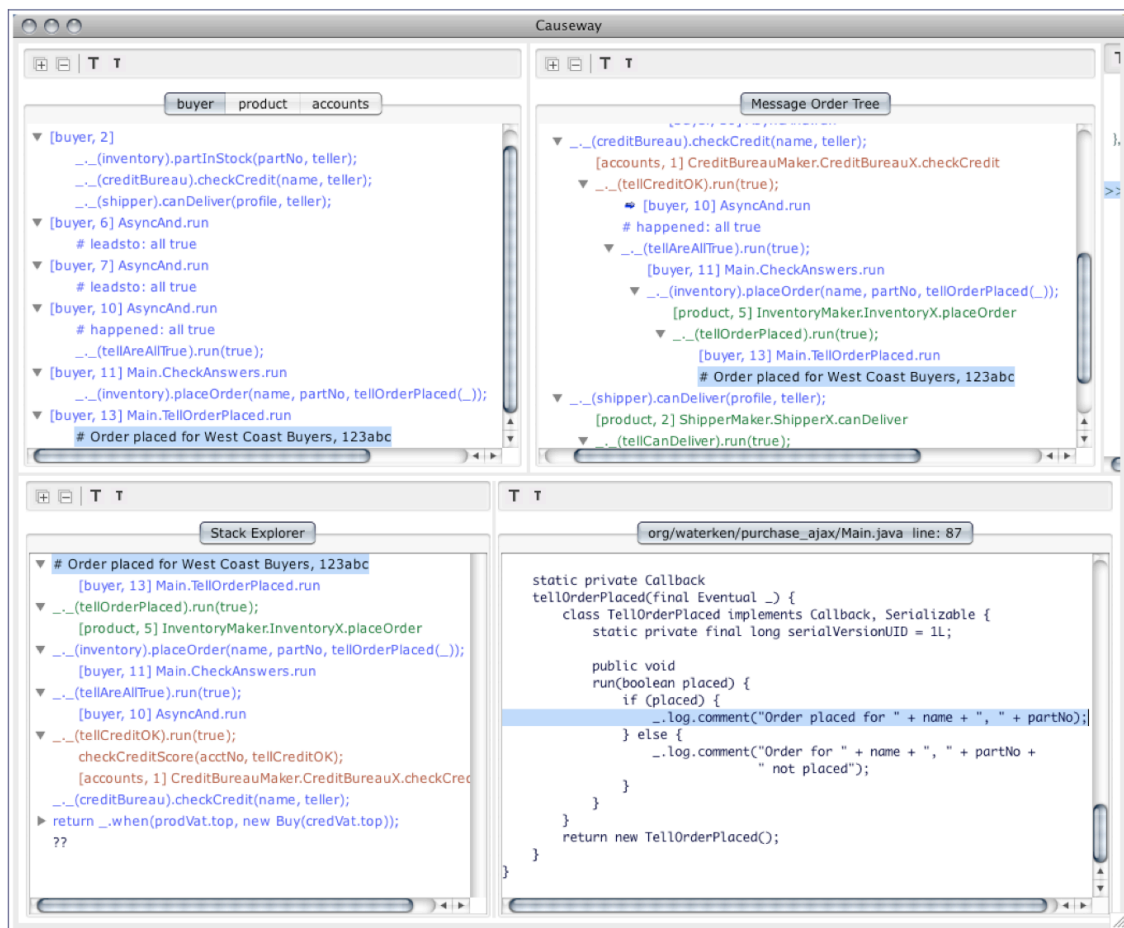 Causeway
T T
buyer product accounts
[buyer, 2]
_._(inventory).partInStock(partNo, teller);
_._(creditBureau).checkCredit(name, teller);
_._(shipper).canDeliver(profile, teller);
[buyer, 6] AsyncAnd.run
# leadsto: all true
[buyer, 7] AsyncAnd.run
# leadsto: all true
[buyer, 10] AsyncAnd.run
# happened: all true
_._(tellAreAllTrue).run(true);
[buyer, 11] Main.CheckAnswers.run
_._(inventory).placeOrder(name, partNo, tellOrderPlaced(_));
[buyer, 13] Main.TellOrderPlaced.run
# Order placed for West Coast Buyers, 123abc
T T
Message Order Tree
_._(creditBureau).checkCredit(name, teller);
[accounts, 1] CreditBureauMaker.CreditBureauX.checkCredit
_._(tellCreditOK).run(true);
[buyer, 10] AsyncAnd.run
# happened: all true
_._(tellAreAllTrue).run(true);
[buyer, 11] Main.CheckAnswers.run
_._(inventory).placeOrder(name, partNo, tellOrderPlaced(_));
[product, 5] InventoryMaker.InventoryX.placeOrder
_._(tellOrderPlaced).run(true);
[buyer, 13] Main.TellOrderPlaced.run
# Order placed for West Coast Buyers, 123abc
_._(shipper).canDeliver(profile, teller);
[product, 2] ShipperMaker.ShipperX.canDeliver
_._(tellCanDeliver).run(true);
},
>>
T T
Stack Explorer
# Order placed for West Coast Buyers, 123abc
[buyer, 13] Main.TellOrderPlaced.run
_._(tellOrderPlaced).run(true);
[product, 5] InventoryMaker.InventoryX.placeOrder
_._(inventory).placeOrder(name, partNo, tellOrderPlaced(_));
[buyer, 11] Main.CheckAnswers.run
_._(tellAreAllTrue).run(true);
[buyer, 10] AsyncAnd.run
_._(tellCreditOK).run(true);
checkCreditScore(acctNo, tellCreditOK);
[accounts, 1] CreditBureauMaker.CreditBureauX.checkCred
_._(creditBureau).checkCredit(name, teller);
return _.when(prodVat.top, new Buy(credVat.top));
??
T T
org/waterken/purchase_ajax/Main.java line: 87
static private Callback
tellOrderPlaced(final Eventual _) {
class TellOrderPlaced implements Callback, Serializable {
static private final long serialVersionUID = 1L;
public void
run(boolean placed) {
if (placed) {
_.log.comment("Order placed for " + name + ", " + partNo);
} else {
_.log.comment("Order for " + name + ", " + partNo +
" not placed");
}
}
}
return new TellOrderPlaced();
}
}